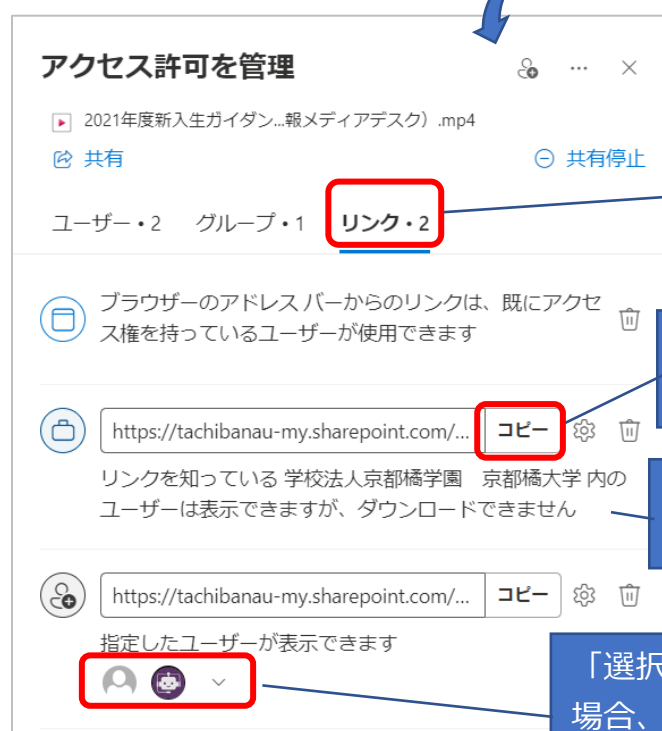 アクセス許可を管理
2021年度新入生ガイダン...報メディアデスク）.mp4
共有
共有停止
ユーザー・2 グループ・1 リンク・2
ブラウザーのアドレス バーからのリンクは、既にアクセ
ス権を持っているユーザーが使用できます
https://tachibanau-my.sharepoint.com/... コピー
リンクを知っている 学校法人京都橘学園　京都橘大学 内の
ユーザーは表示できますが、ダウンロードできません
https://tachibanau-my.sharepoint.com/... コピー
指定したユーザーが表示できます
「選択
場合、